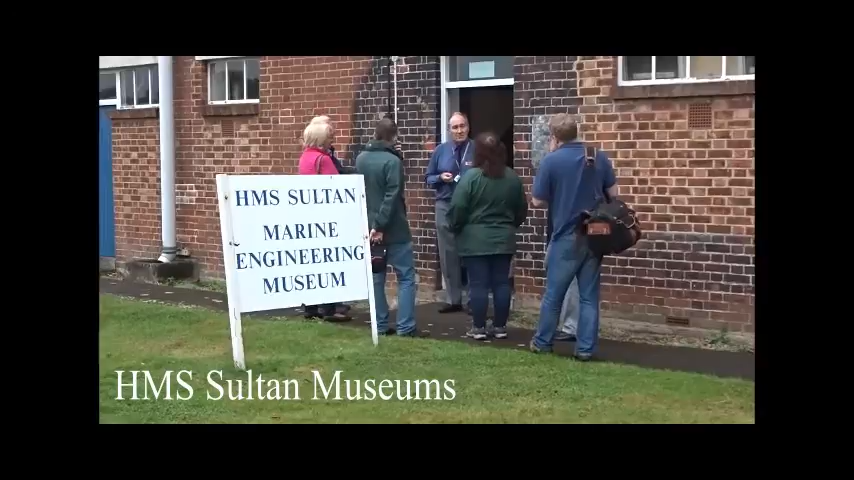 HMS SULTAN
MARINE
ENGINEERING
MUSEUM
HMS Sultan Museums